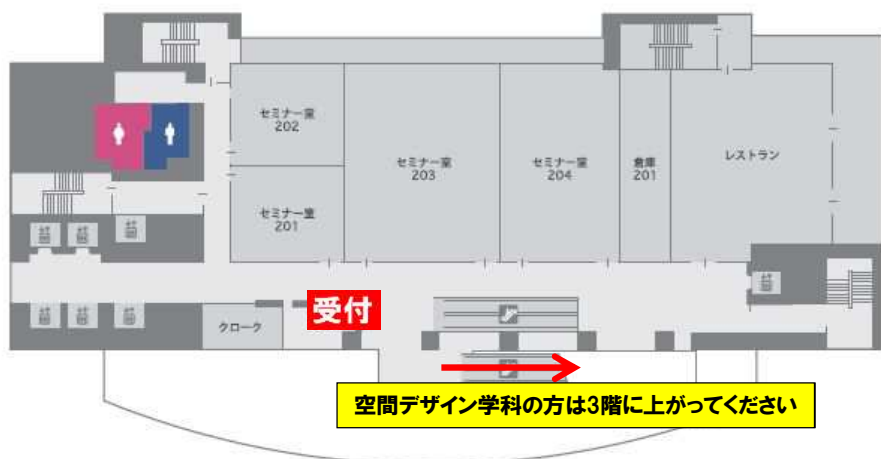 セミナー室
202
セミナー室
203
セミナー室
204
倉庫
201
レストラン
セミナー室
201
クローク
受付
空間デザイン学科の方は3階に上がってください